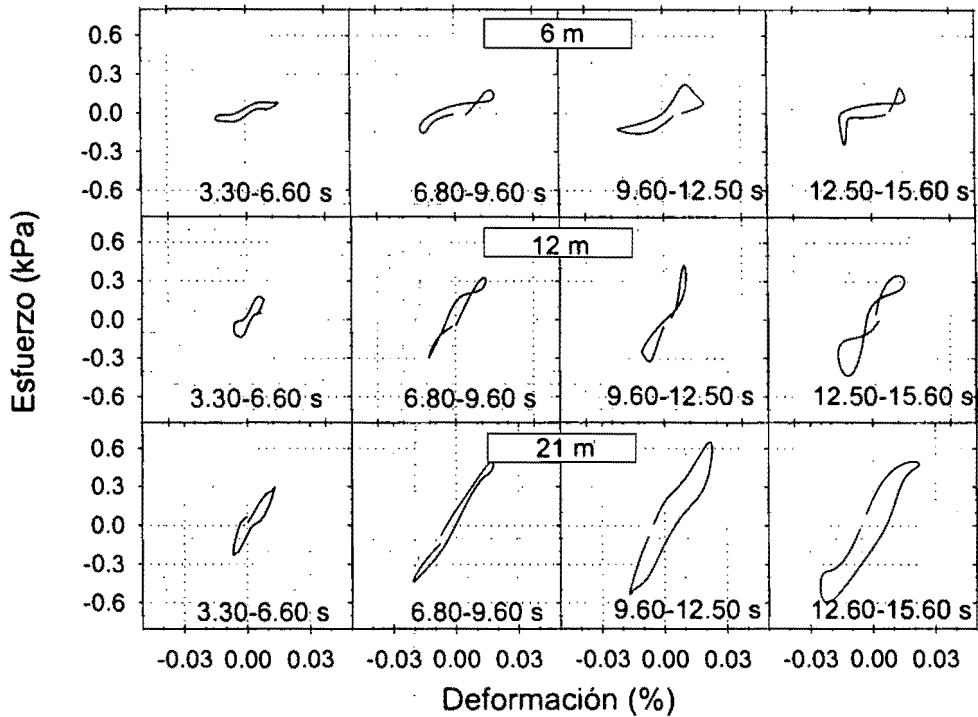 0.6
6 m
0.3
0.0
-0.3
-0.6
3.30-6.60 s
6.80-9.60 s
9.60-12.50 s
12.50-15.60 s
0.6
12 m
0.3
0.0
-0.3
-0.6
3.30-6.60 s
6.80-9.60 s
9.60-12.50 s
12.50-15.60 s
0.6
21 m
0.3
0.0
-0.3
-0.6
3.30-6.60 s
6.80-9.60 s
9.60-12.50 s
12.60-15.60 s
Esfuerzo (kPa)
-0.03 0.00 0.03
-0.03 0.00 0.03
-0.03 0.00 0.03
-0.03 0.00 0.03
Deformación (%)